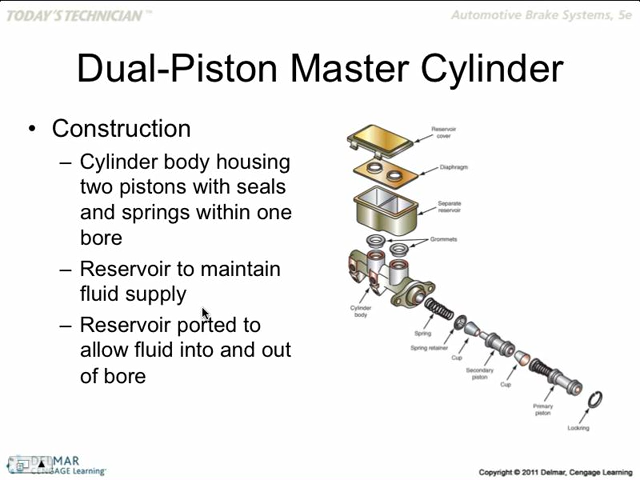 TODAY'S TECHNICIAN™
Automotive Brake Systems, 5e
Dual-Piston Master Cylinder
• Construction
– Cylinder body housing
two pistons with seals
and springs within one
bore
– Reservoir to maintain
fluid supply
– Reservoir ported to
allow fluid into and out
of bore
Reservoir
cover
Diaphragm
Separate
reservoir
Grommets
Cylinder
body
Spring
Spring retainer
Cup
Secondary
piston
Cup
Primary
piston
Lockring
DELMAR
CENGAGE Learning
Copyright © 2011 Delmar, Cengage Learning